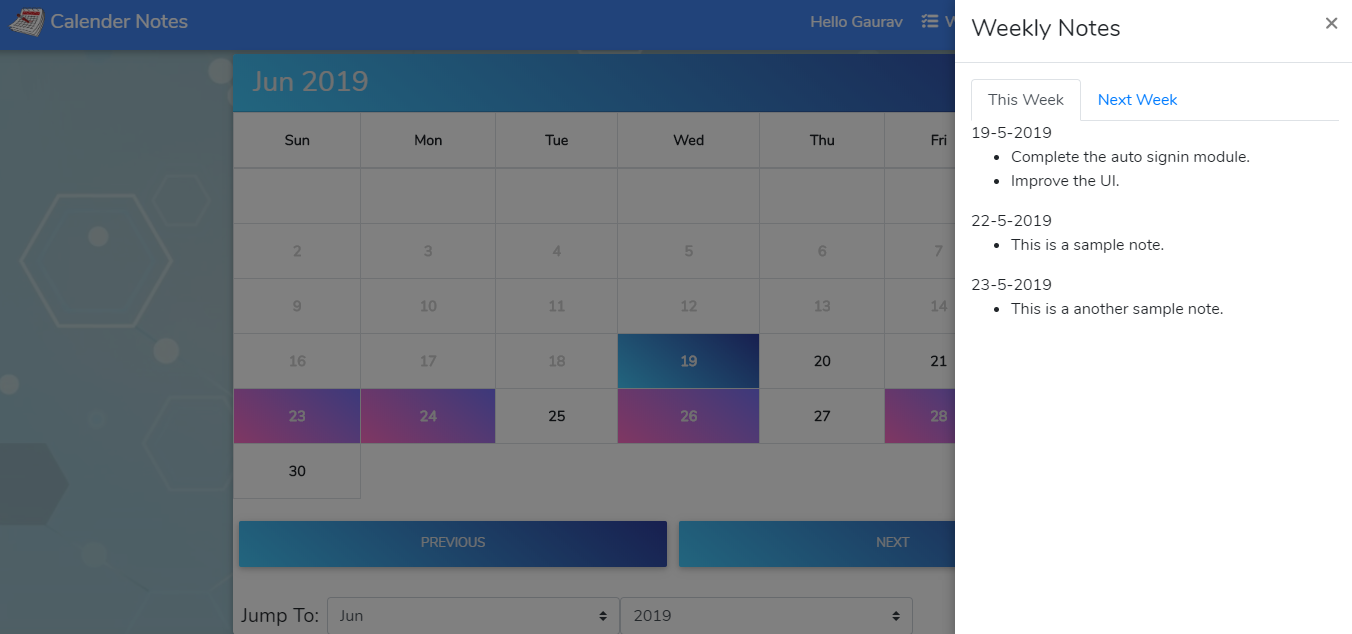 Calender Notes
Hello Gaurav W
Jun 2019
Sun Mon Tue Wed Thu Fri
2 3 4 5 6 7
9 10 11 12 13 14
16 17 18 19 20 21
23 24 25 26 27 28
30
PREVIOUS NEXT
Jump To: Jun 2019
Weekly Notes ×
This Week Next Week
19-5-2019
• Complete the auto signin module.
• Improve the UI.
22-5-2019
• This is a sample note.
23-5-2019
• This is a another sample note.